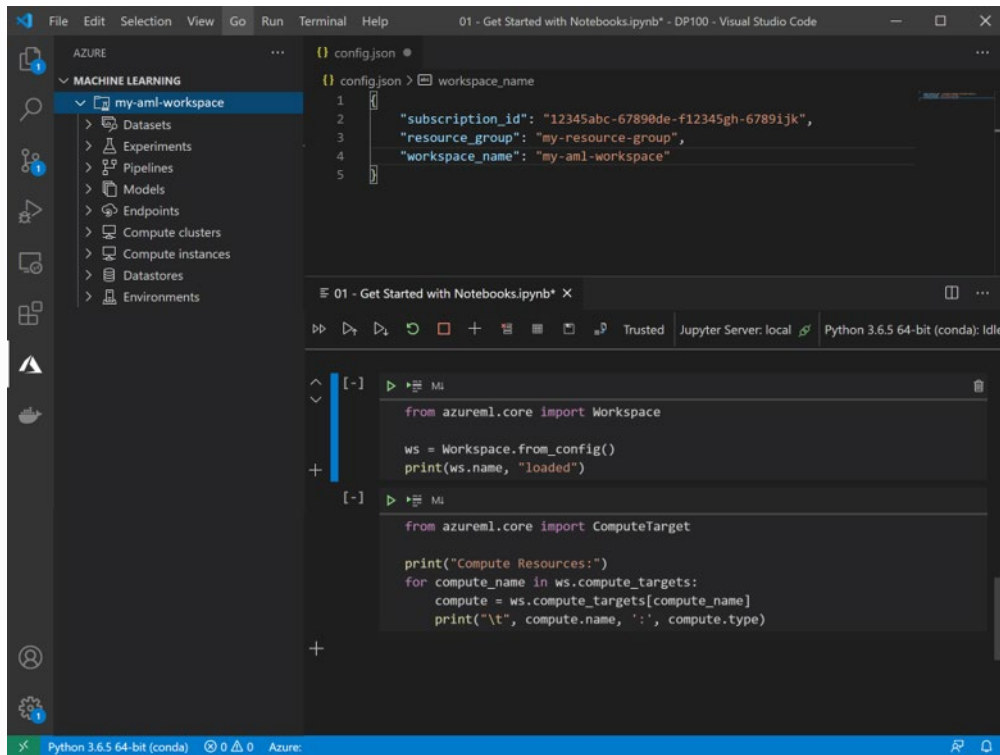 File Edit Selection View Go Run Terminal Help 01 - Get Started with Notebooks.ipynb* - DP100 - Visual Studio Code
AZURE
MACHINE LEARNING
my-aml-workspace
Datasets
Experiments
Pipelines
Models
Endpoints
Compute clusters
Compute instances
Datastores
Environments
{} config.json
{} config.json > workspace_name
1 {
2 "subscription_id": "12345abc-67890de-f12345gh-6789ijk",
3 "resource_group": "my-resource-group",
4 "workspace_name": "my-aml-workspace"
5 }
01 - Get Started with Notebooks.ipynb*
Trusted Jupyter Server: local Python 3.6.5 64-bit (conda): Idle
[-] M↓
from azureml.core import Workspace
ws = Workspace.from_config()
print(ws.name, "loaded")
[-] M↓
from azureml.core import ComputeTarget
print("Compute Resources:")
for compute_name in ws.compute_targets:
compute = ws.compute_targets[compute_name]
print("\t", compute.name, ':', compute.type)
1
1
1
Python 3.6.5 64-bit (conda) 0 0 Azure: